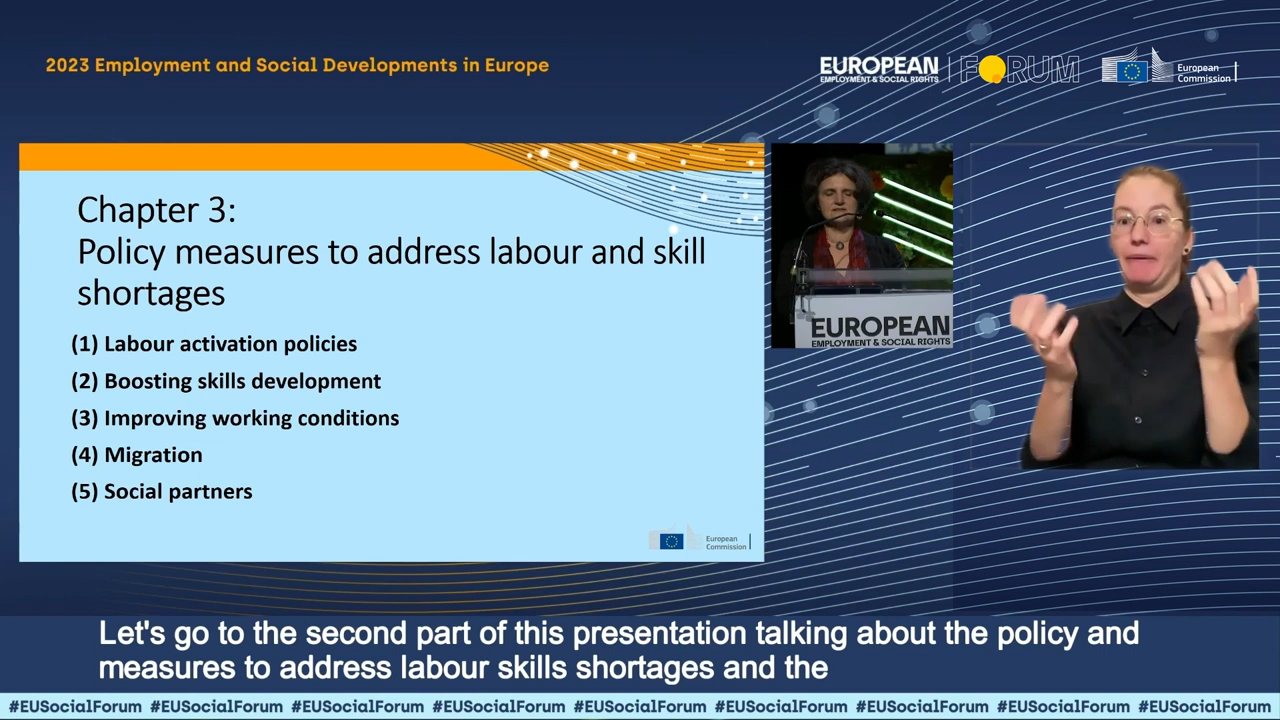 2023 Employment and Social Developments in Europe
EUROPEAN
EMPLOYMENT & SOCIAL RIGHTS
FORUM
European
Commission
Chapter 3:
Policy measures to address labour and skill
shortages
(1) Labour activation policies
(2) Boosting skills development
(3) Improving working conditions
(4) Migration
(5) Social partners
European
Commission
EUROPEAN
EMPLOYMENT & SOCIAL RIGHTS
Let's go to the second part of this presentation talking about the policy and
measures to address labour skills shortages and the
#EUSocialForum #EUSocialForum #EUSocialForum #EUSocialForum #EUSocialForum #EUSocialForum #EUSocialForum #EUSocialForum #EUSocialForum